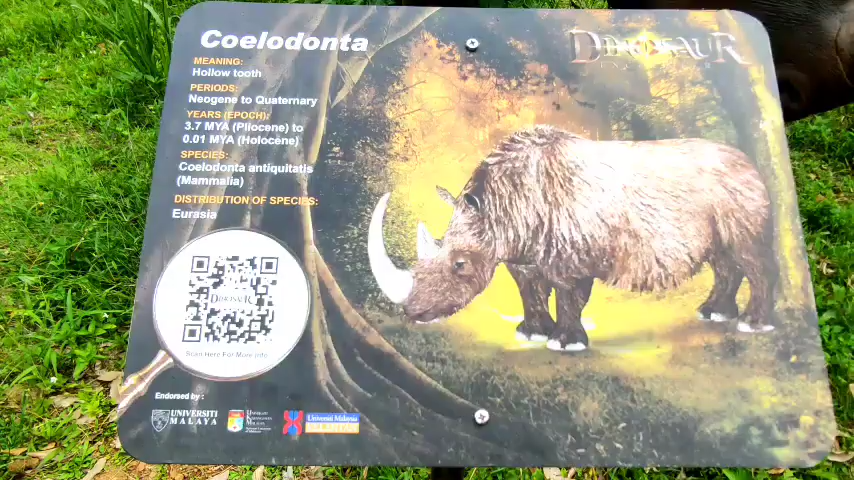 Coelodonta
MEANING:
Hollow tooth
PERIODS:
Neogene to Quaternary
YEARS (EPOCH):
3.7 MYA (Pliocene) to
0.01 MYA (Holocene)
SPECIES:
Coelodonta antiquitatis
(Mammalia)
DISTRIBUTION OF SPECIES:
Eurasia
DINOSAUR
Scan Here For More Info
Endorsed by :
UNIVERSITI
MALAYA
Universiti Malaysia
DINOSAUR